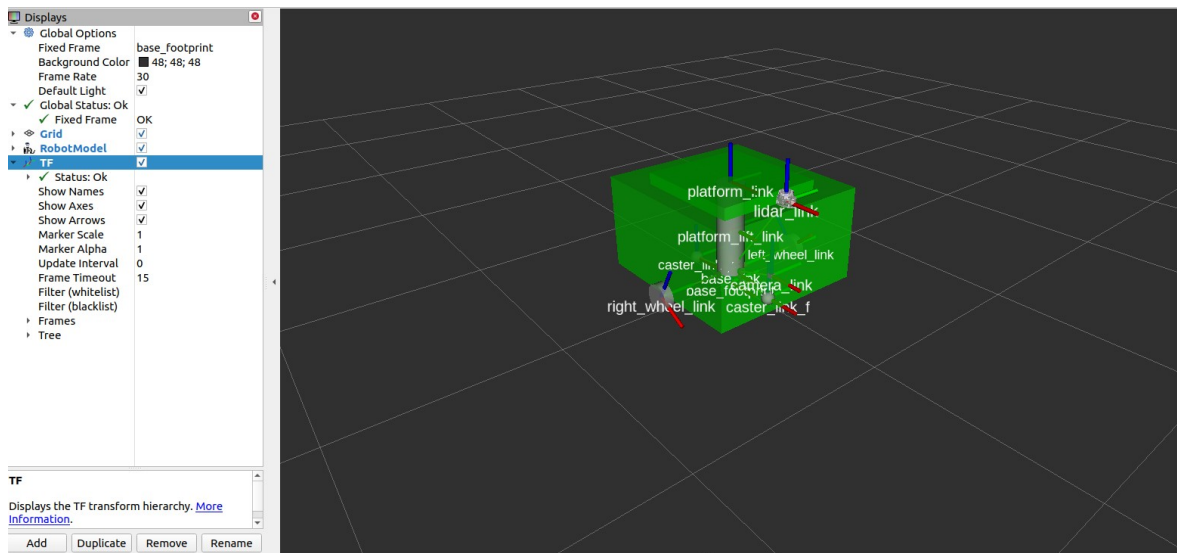 Displays
Global Options
Fixed Frame base_footprint
Background Color 48; 48; 48
Frame Rate 30
Default Light
Global Status: Ok
Fixed Frame OK
Grid
RobotModel
TF
Status: Ok
Show Names
Show Axes
Show Arrows
Marker Scale 1
Marker Alpha 1
Update Interval 0
Frame Timeout 15
Filter (whitelist)
Filter (blacklist)
Frames
Tree
TF
Displays the TF transform hierarchy. More
Information.
Add Duplicate Remove Rename
platform_link
lidar_link
platform_lift_link
left_wheel_link
camera_link
right_wheel_link caster_link_f